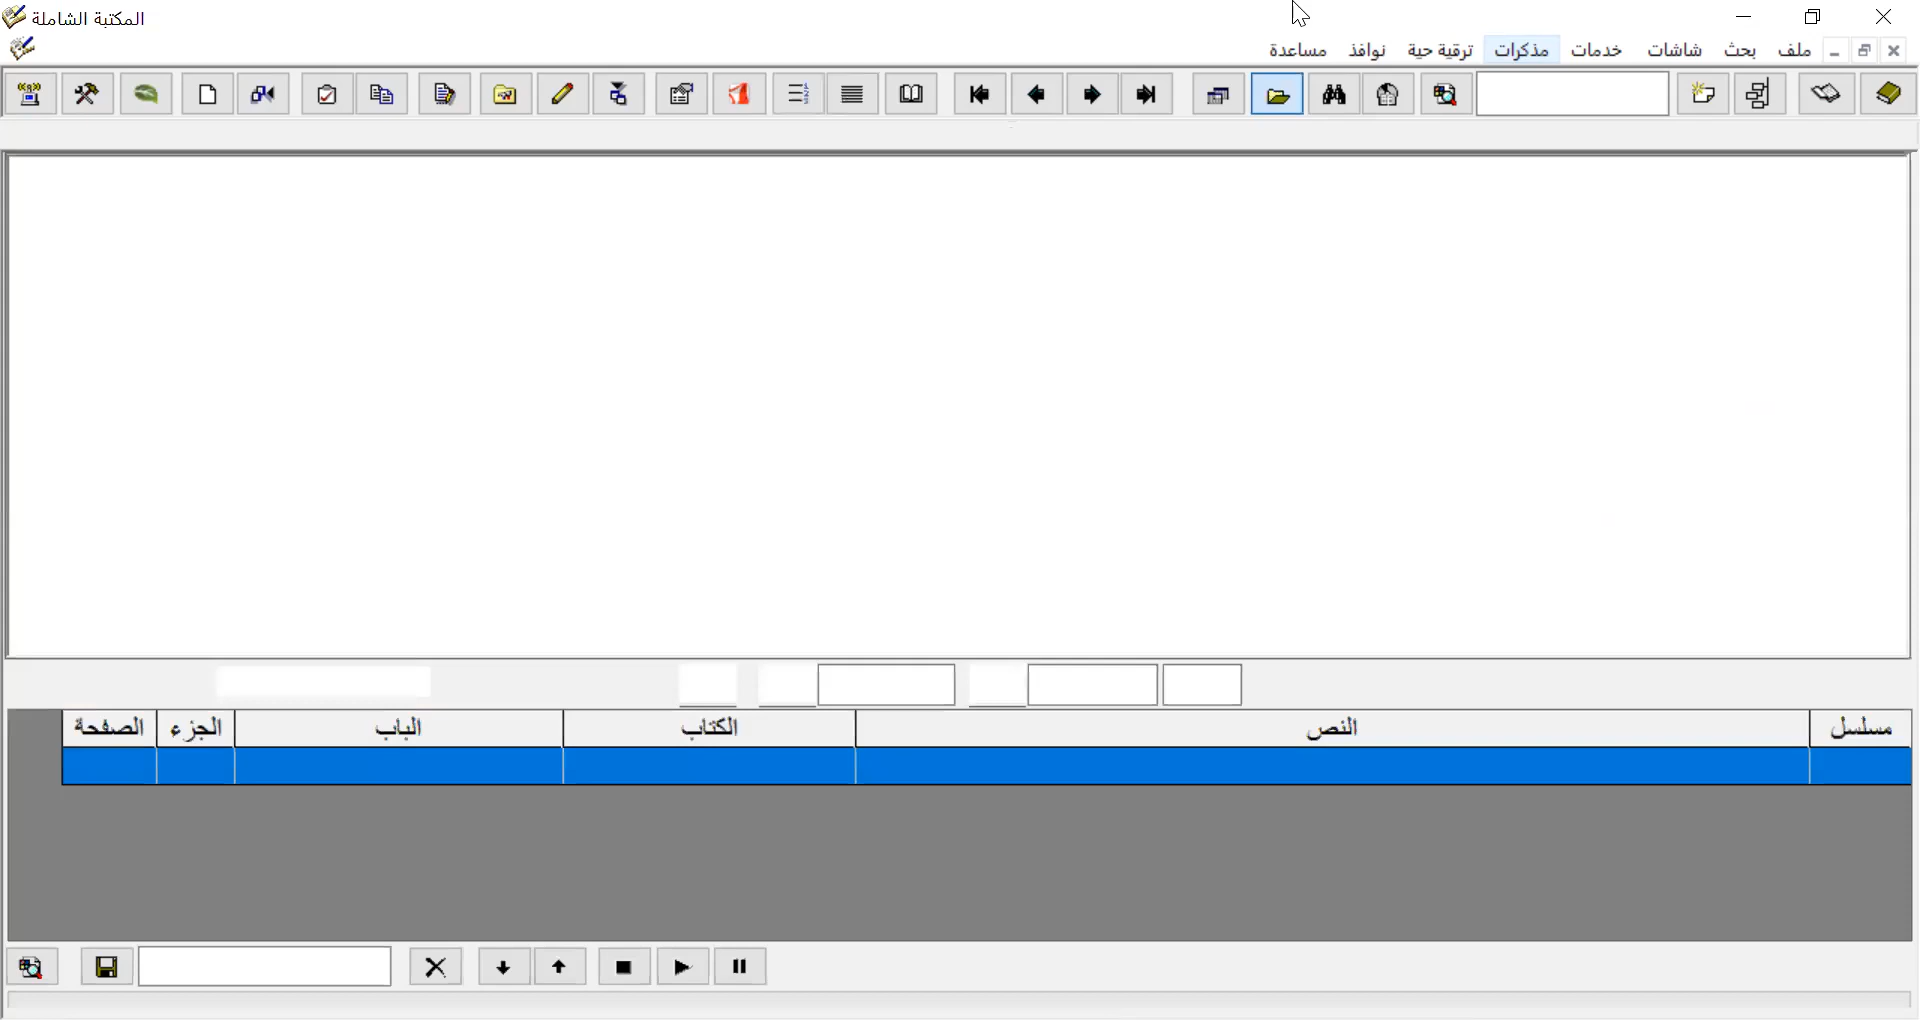 المكتبة الشاملة
ملف بحث شاشات خدمات مذكرات ترقية حية نوافذ مساعدة
مسلسل النص الكتاب الباب الجزء الصفحة